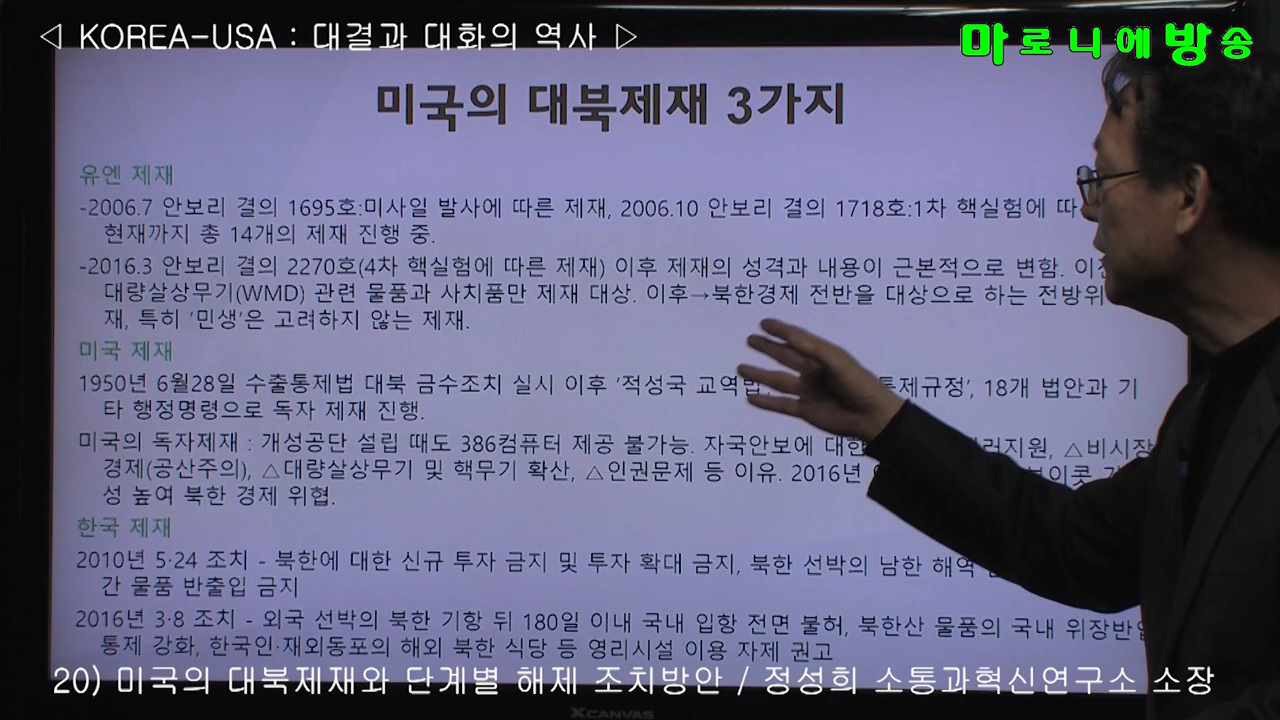 ◁ KOREA-USA : 대결과 대화의 역사 ▷
마로니에방송
미국의 대북제재 3가지
유엔 제재
-2006.7 안보리 결의 1695호:미사일 발사에 따른 제재, 2006.10 안보리 결의 1718호:1차 핵실험에
현재까지 총 14개의 제재 진행 중.
-2016.3 안보리 결의 2270호(4차 핵실험에 따른 제재) 이후 제재의 성격과 내용이 근본적으로 변함.
대량살상무기(WMD) 관련 물품과 사치품만 제재 대상. 이후→북한경제 전반을 대상으로 하는 전방위
재, 특히 '민생'은 고려하지 않는 제재.
미국 제재
1950년 6월28일 수출통제법 대북 금수조치 실시 이후 '적성국 교역법, 통제규정', 18개 법안과 기
타 행정명령으로 독자 제재 진행.
미국의 독자제재 : 개성공단 설립 때도 386컴퓨터 제공 불가능. 자국안보에 대한 △비시장
경제(공산주의), △대량살상무기 및 핵무기 확산, △인권문제 등 이유. 2016년
성 높여 북한 경제 위협.
한국 제재
2010년 5·24 조치 - 북한에 대한 신규 투자 금지 및 투자 확대 금지, 북한 선박의 남한 해역
간 물품 반출입 금지
2016년 3·8 조치 - 외국 선박의 북한 기항 뒤 180일 이내 국내 입항 전면 불허, 북한산 물품의 국내 위장반입
통제 강화, 한국인·재외동포의 해외 북한 식당 등 영리시설 이용 자제 권고
20) 미국의 대북제재와 단계별 해제 조치방안 / 정성희 소통과혁신연구소 소장
XCANVAS